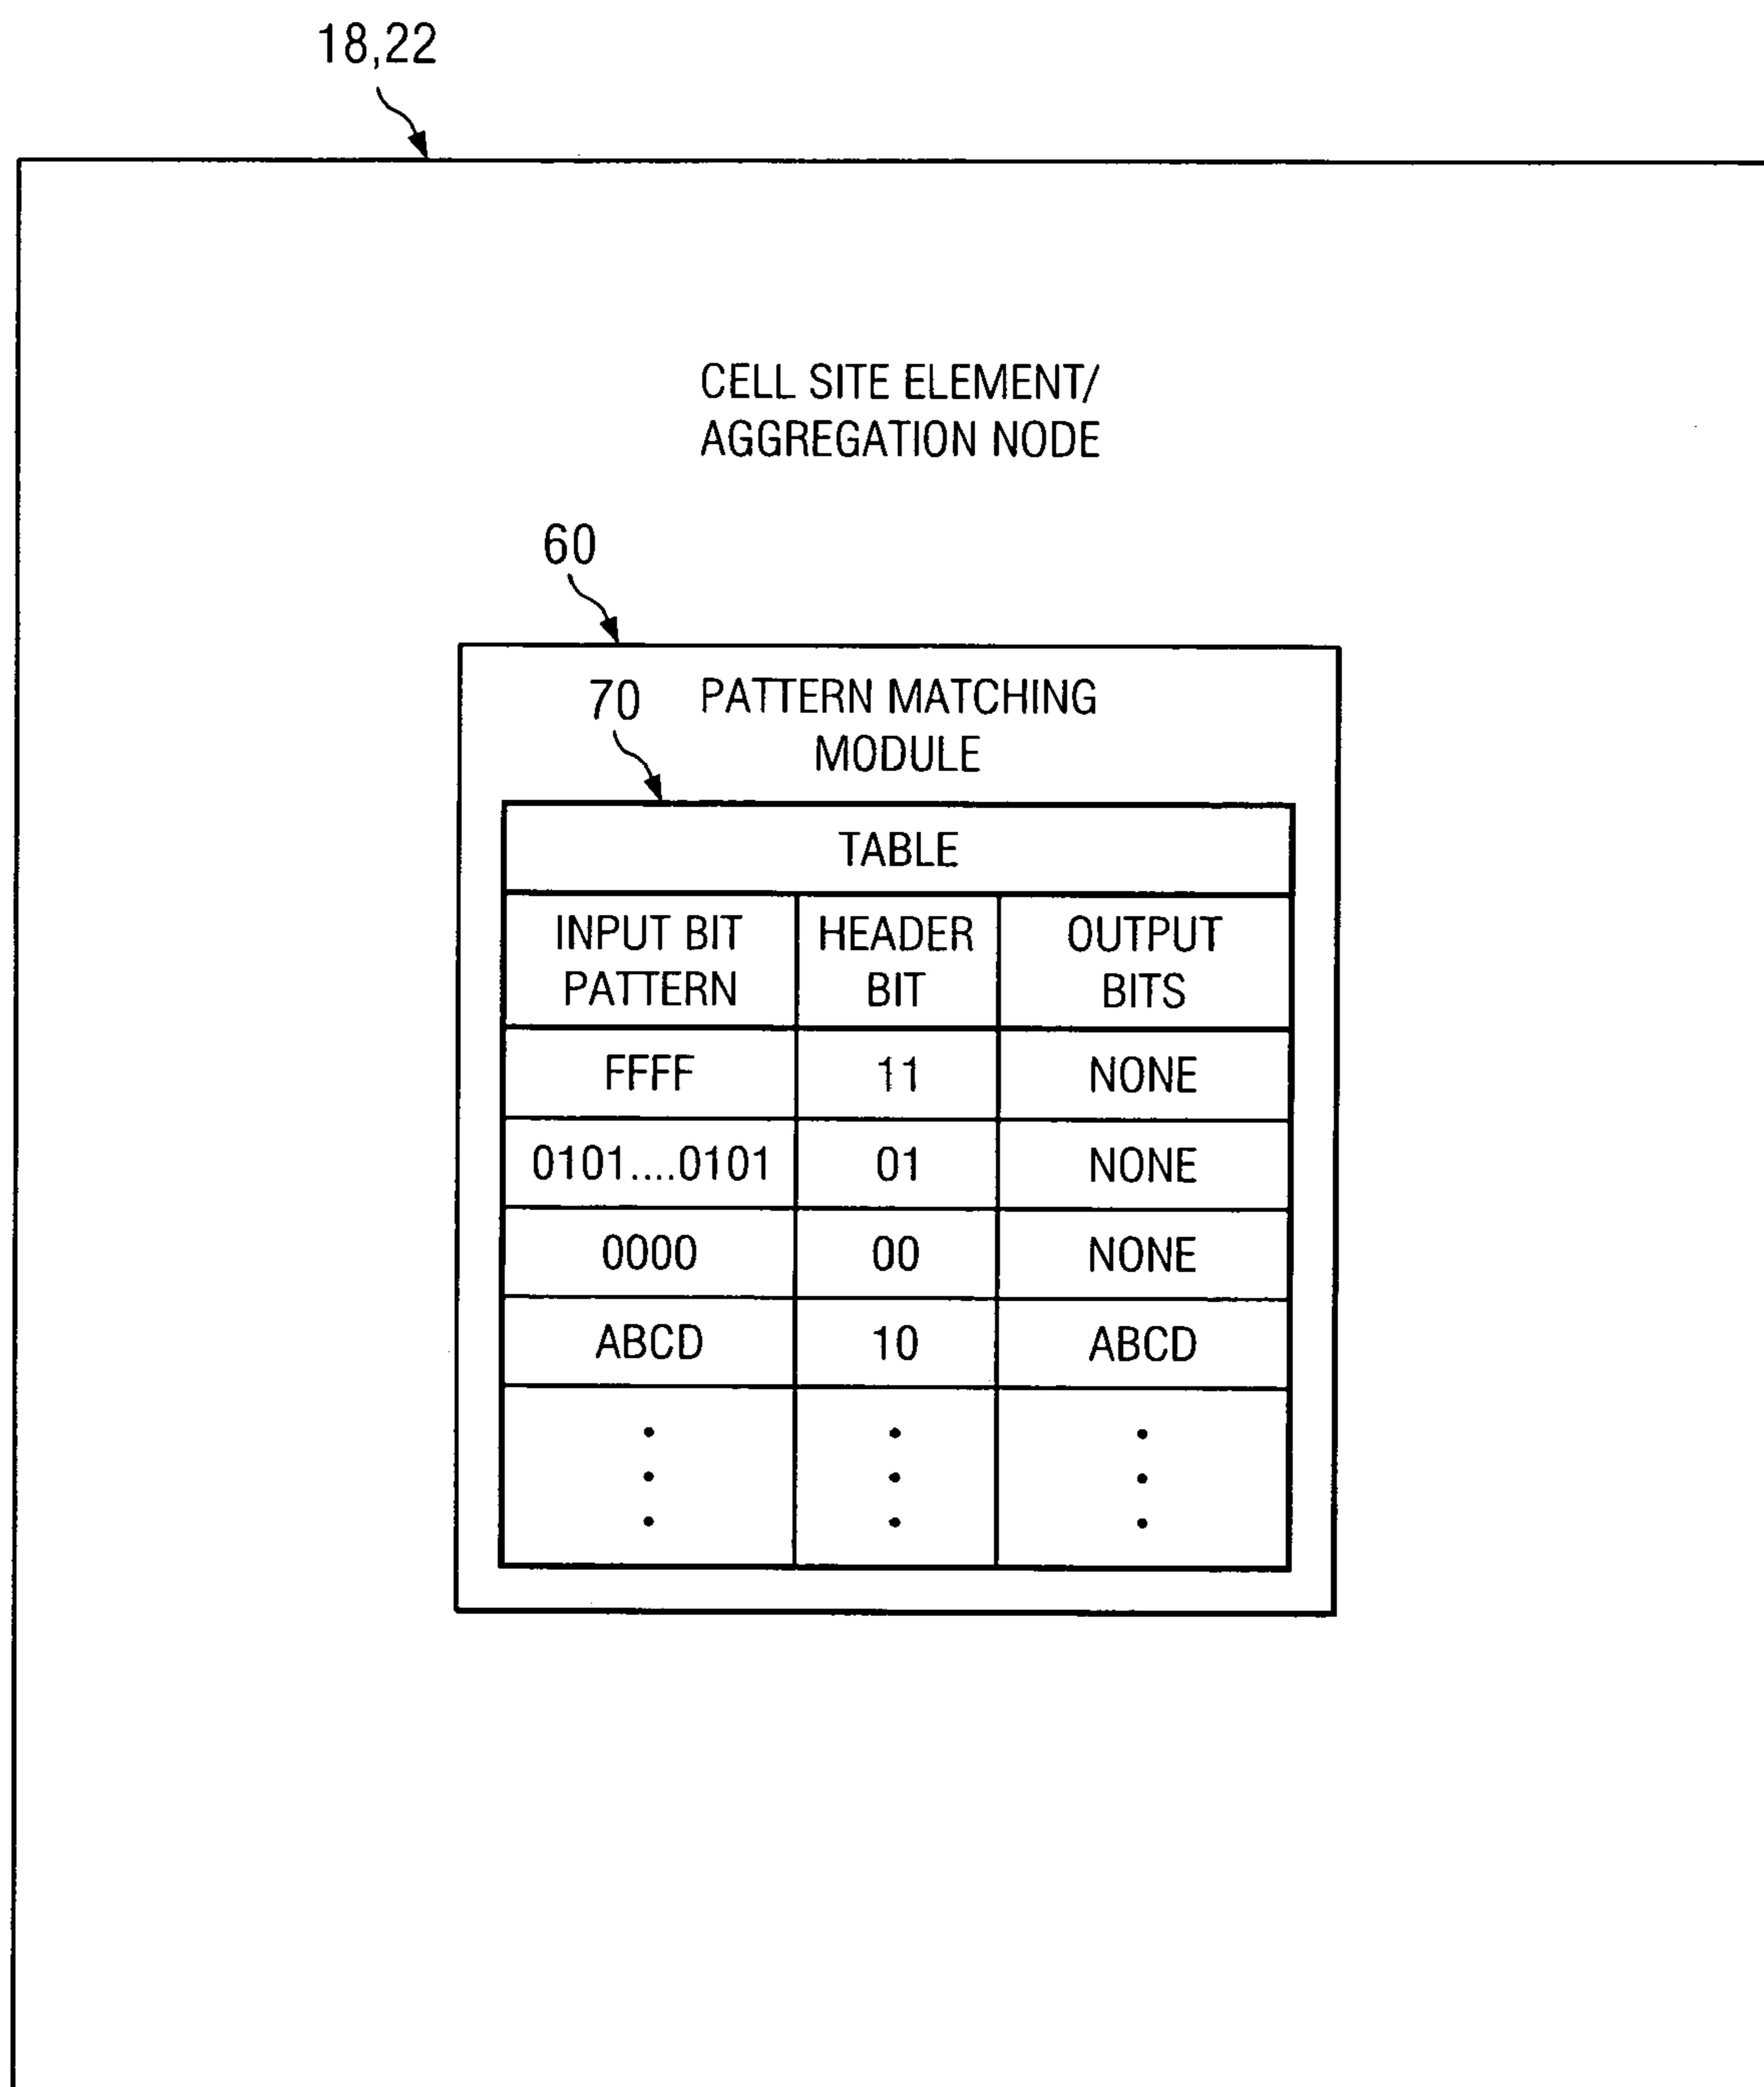 18,22
CELL SITE ELEMENT/
AGGREGATION NODE
60
70
PATTERN MATCHING
MODULE
TABLE
INPUT BIT
PATTERN
HEADER
BIT
OUTPUT
BITS
FFFF 11 NONE
0101....0101 01 NONE
0000 00 NONE
ABCD 10 ABCD